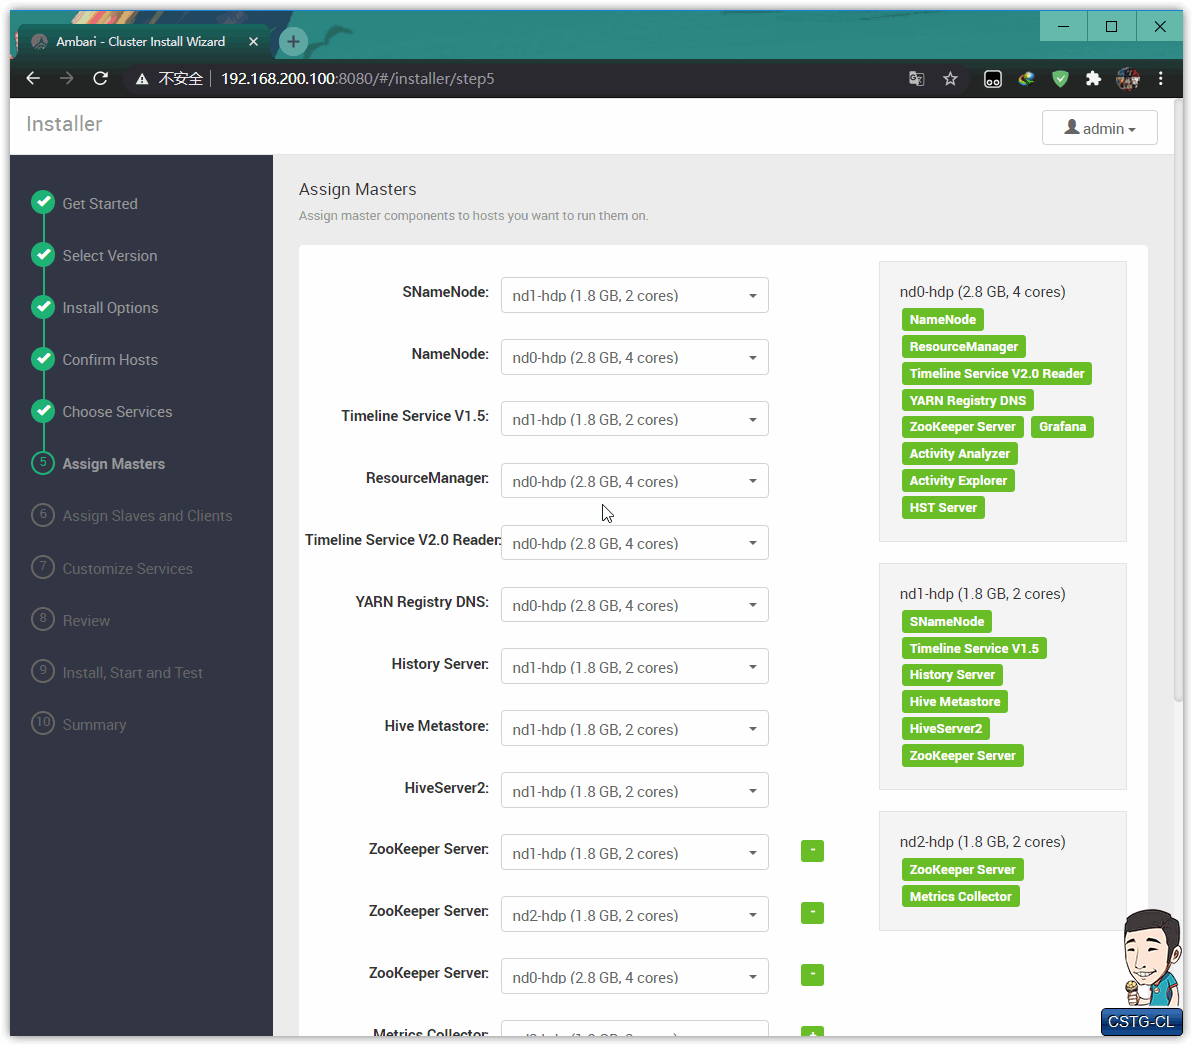 Ambari - Cluster Install Wizard
不安全 192.168.200.100:8080/#/installer/step5
Installer
admin
Get Started
Select Version
Install Options
Confirm Hosts
Choose Services
5 Assign Masters
6 Assign Slaves and Clients
7 Customize Services
8 Review
9 Install, Start and Test
10 Summary
Assign Masters
Assign master components to hosts you want to run them on.
SNameNode: nd1-hdp (1.8 GB, 2 cores)
NameNode: nd0-hdp (2.8 GB, 4 cores)
Timeline Service V1.5: nd1-hdp (1.8 GB, 2 cores)
ResourceManager: nd0-hdp (2.8 GB, 4 cores)
Timeline Service V2.0 Reader: nd0-hdp (2.8 GB, 4 cores)
YARN Registry DNS: nd0-hdp (2.8 GB, 4 cores)
History Server: nd1-hdp (1.8 GB, 2 cores)
Hive Metastore: nd1-hdp (1.8 GB, 2 cores)
HiveServer2: nd1-hdp (1.8 GB, 2 cores)
ZooKeeper Server: nd1-hdp (1.8 GB, 2 cores) -
ZooKeeper Server: nd2-hdp (1.8 GB, 2 cores) -
ZooKeeper Server: nd0-hdp (2.8 GB, 4 cores) -
Metrics Collector
nd0-hdp (2.8 GB, 4 cores)
NameNode
ResourceManager
Timeline Service V2.0 Reader
YARN Registry DNS
ZooKeeper Server Grafana
Activity Analyzer
Activity Explorer
HST Server
nd1-hdp (1.8 GB, 2 cores)
SNameNode
Timeline Service V1.5
History Server
Hive Metastore
HiveServer2
ZooKeeper Server
nd2-hdp (1.8 GB, 2 cores)
ZooKeeper Server
Metrics Collector
CSTG-CL